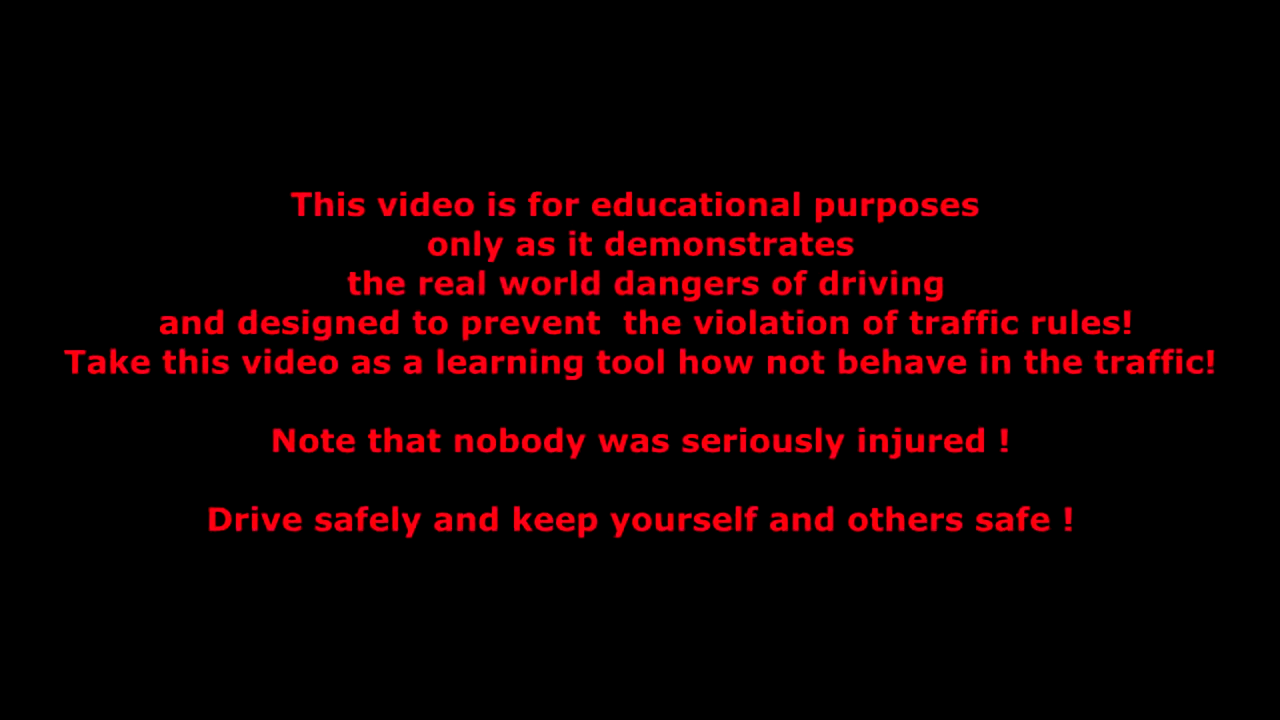 This video is for educational purposes
only as it demonstrates
the real world dangers of driving
and designed to prevent  the violation of traffic rules!
Take this video as a learning tool how not behave in the traffic!
Note that nobody was seriously injured !
Drive safely and keep yourself and others safe !